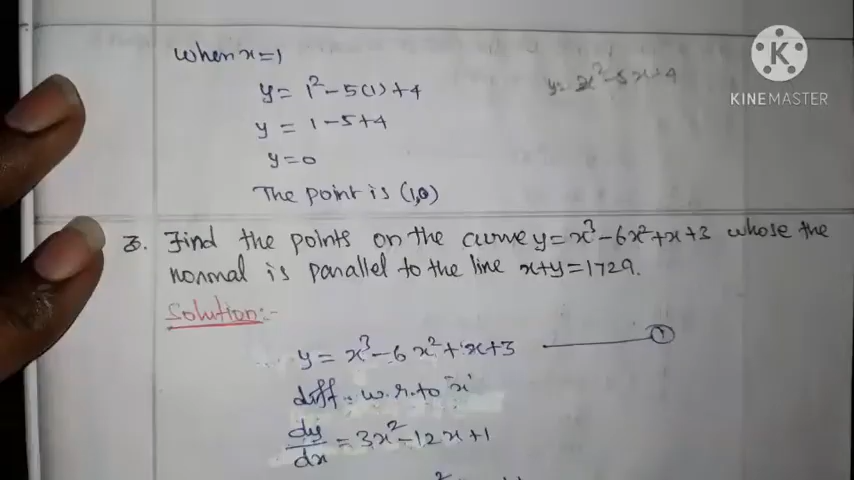 when x=1
y = 1² - 5(1) + 4
y = x² - 5x + 4
y = 1 - 5 + 4
y = 0
The point is (1,0)
3. Find the points on the curve y = x³ - 6x² + x + 3 whose the
normal is parallel to the line x+y = 1729.
Solution:-
y = x³ - 6x² + x + 3 ①
diff. w.r.to 'x'
dy/dx = 3x² - 12x + 1
KINEMASTER